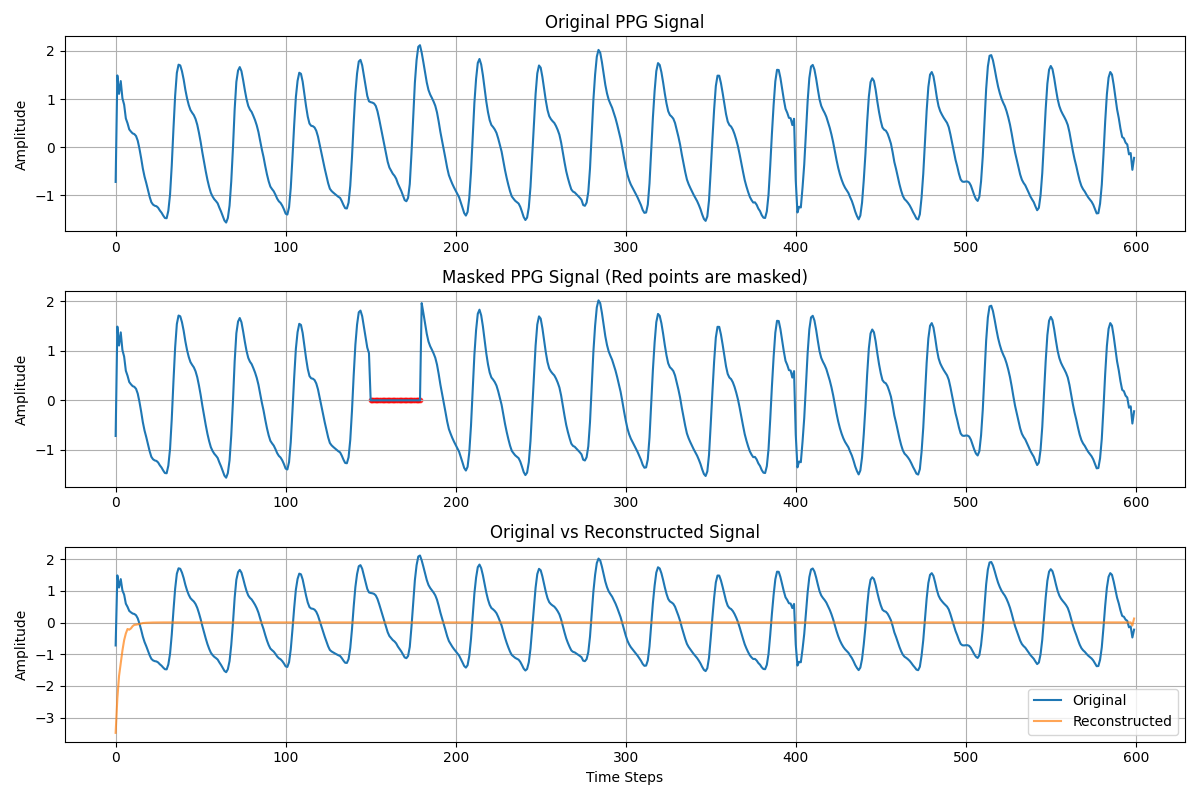 Original PPG Signal
Amplitude
2
1
0
−1
0 100 200 300 400 500 600
Masked PPG Signal (Red points are masked)
Amplitude
2
1
0
−1
0 100 200 300 400 500 600
Original vs Reconstructed Signal
Amplitude
2
1
0
−1
−2
−3
Original
Reconstructed
0 100 200 300 400 500 600
Time Steps